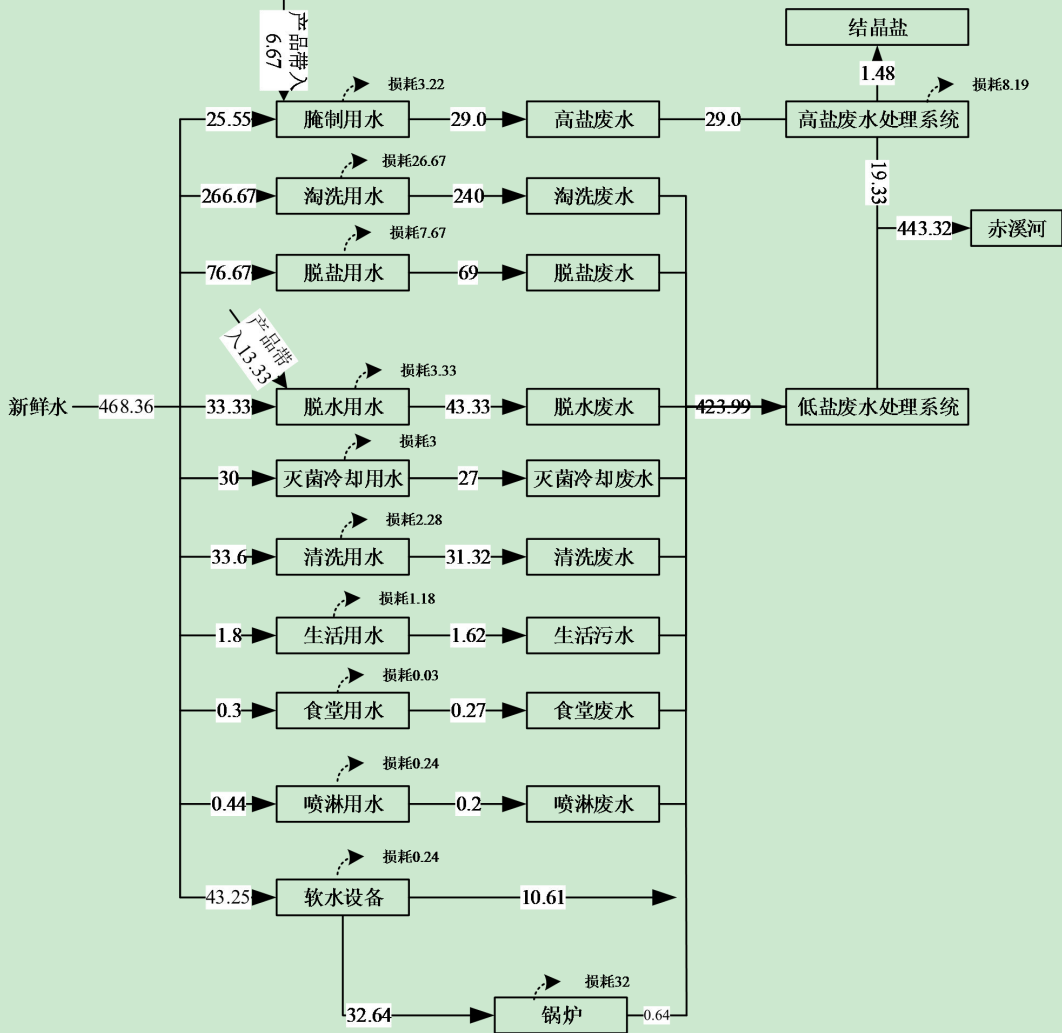 产品带入
6.67
结晶盐
1.48
损耗3.22
损耗8.19
25.55
腌制用水
29.0
高盐废水
29.0
高盐废水处理系统
损耗26.67
19.33
266.67
淘洗用水
240
淘洗废水
443.32
赤溪河
损耗7.67
76.67
脱盐用水
69
脱盐废水
产品带
入13.33
损耗3.33
新鲜水
468.36
33.33
脱水用水
43.33
脱水废水
423.99
低盐废水处理系统
损耗3
30
灭菌冷却用水
27
灭菌冷却废水
损耗2.28
33.6
清洗用水
31.32
清洗废水
损耗1.18
1.8
生活用水
1.62
生活污水
损耗0.03
0.3
食堂用水
0.27
食堂废水
损耗0.24
0.44
喷淋用水
0.2
喷淋废水
损耗0.24
43.25
软水设备
10.61
损耗32
32.64
锅炉
0.64